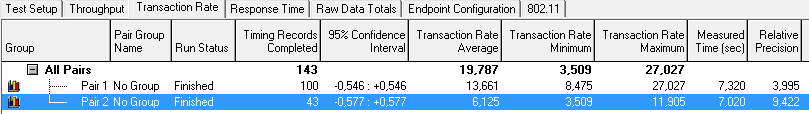 Test Setup Throughput Transaction Rate Response Time Raw Data Totals Endpoint Configuration 802.11
Group Pair Group Name Run Status Timing Records Completed 95% Confidence Interval Transaction Rate Average Transaction Rate Minimum Transaction Rate Maximum Measured Time (sec) Relative Precision
All Pairs 143 19,787 3,509 27,027
Pair 1 No Group Finished 100 -0,546 : +0,546 13,661 8,475 27,027 7,320 3,995
Pair 2 No Group Finished 43 -0,577 : +0,577 6,125 3,509 11,905 7,020 9,422